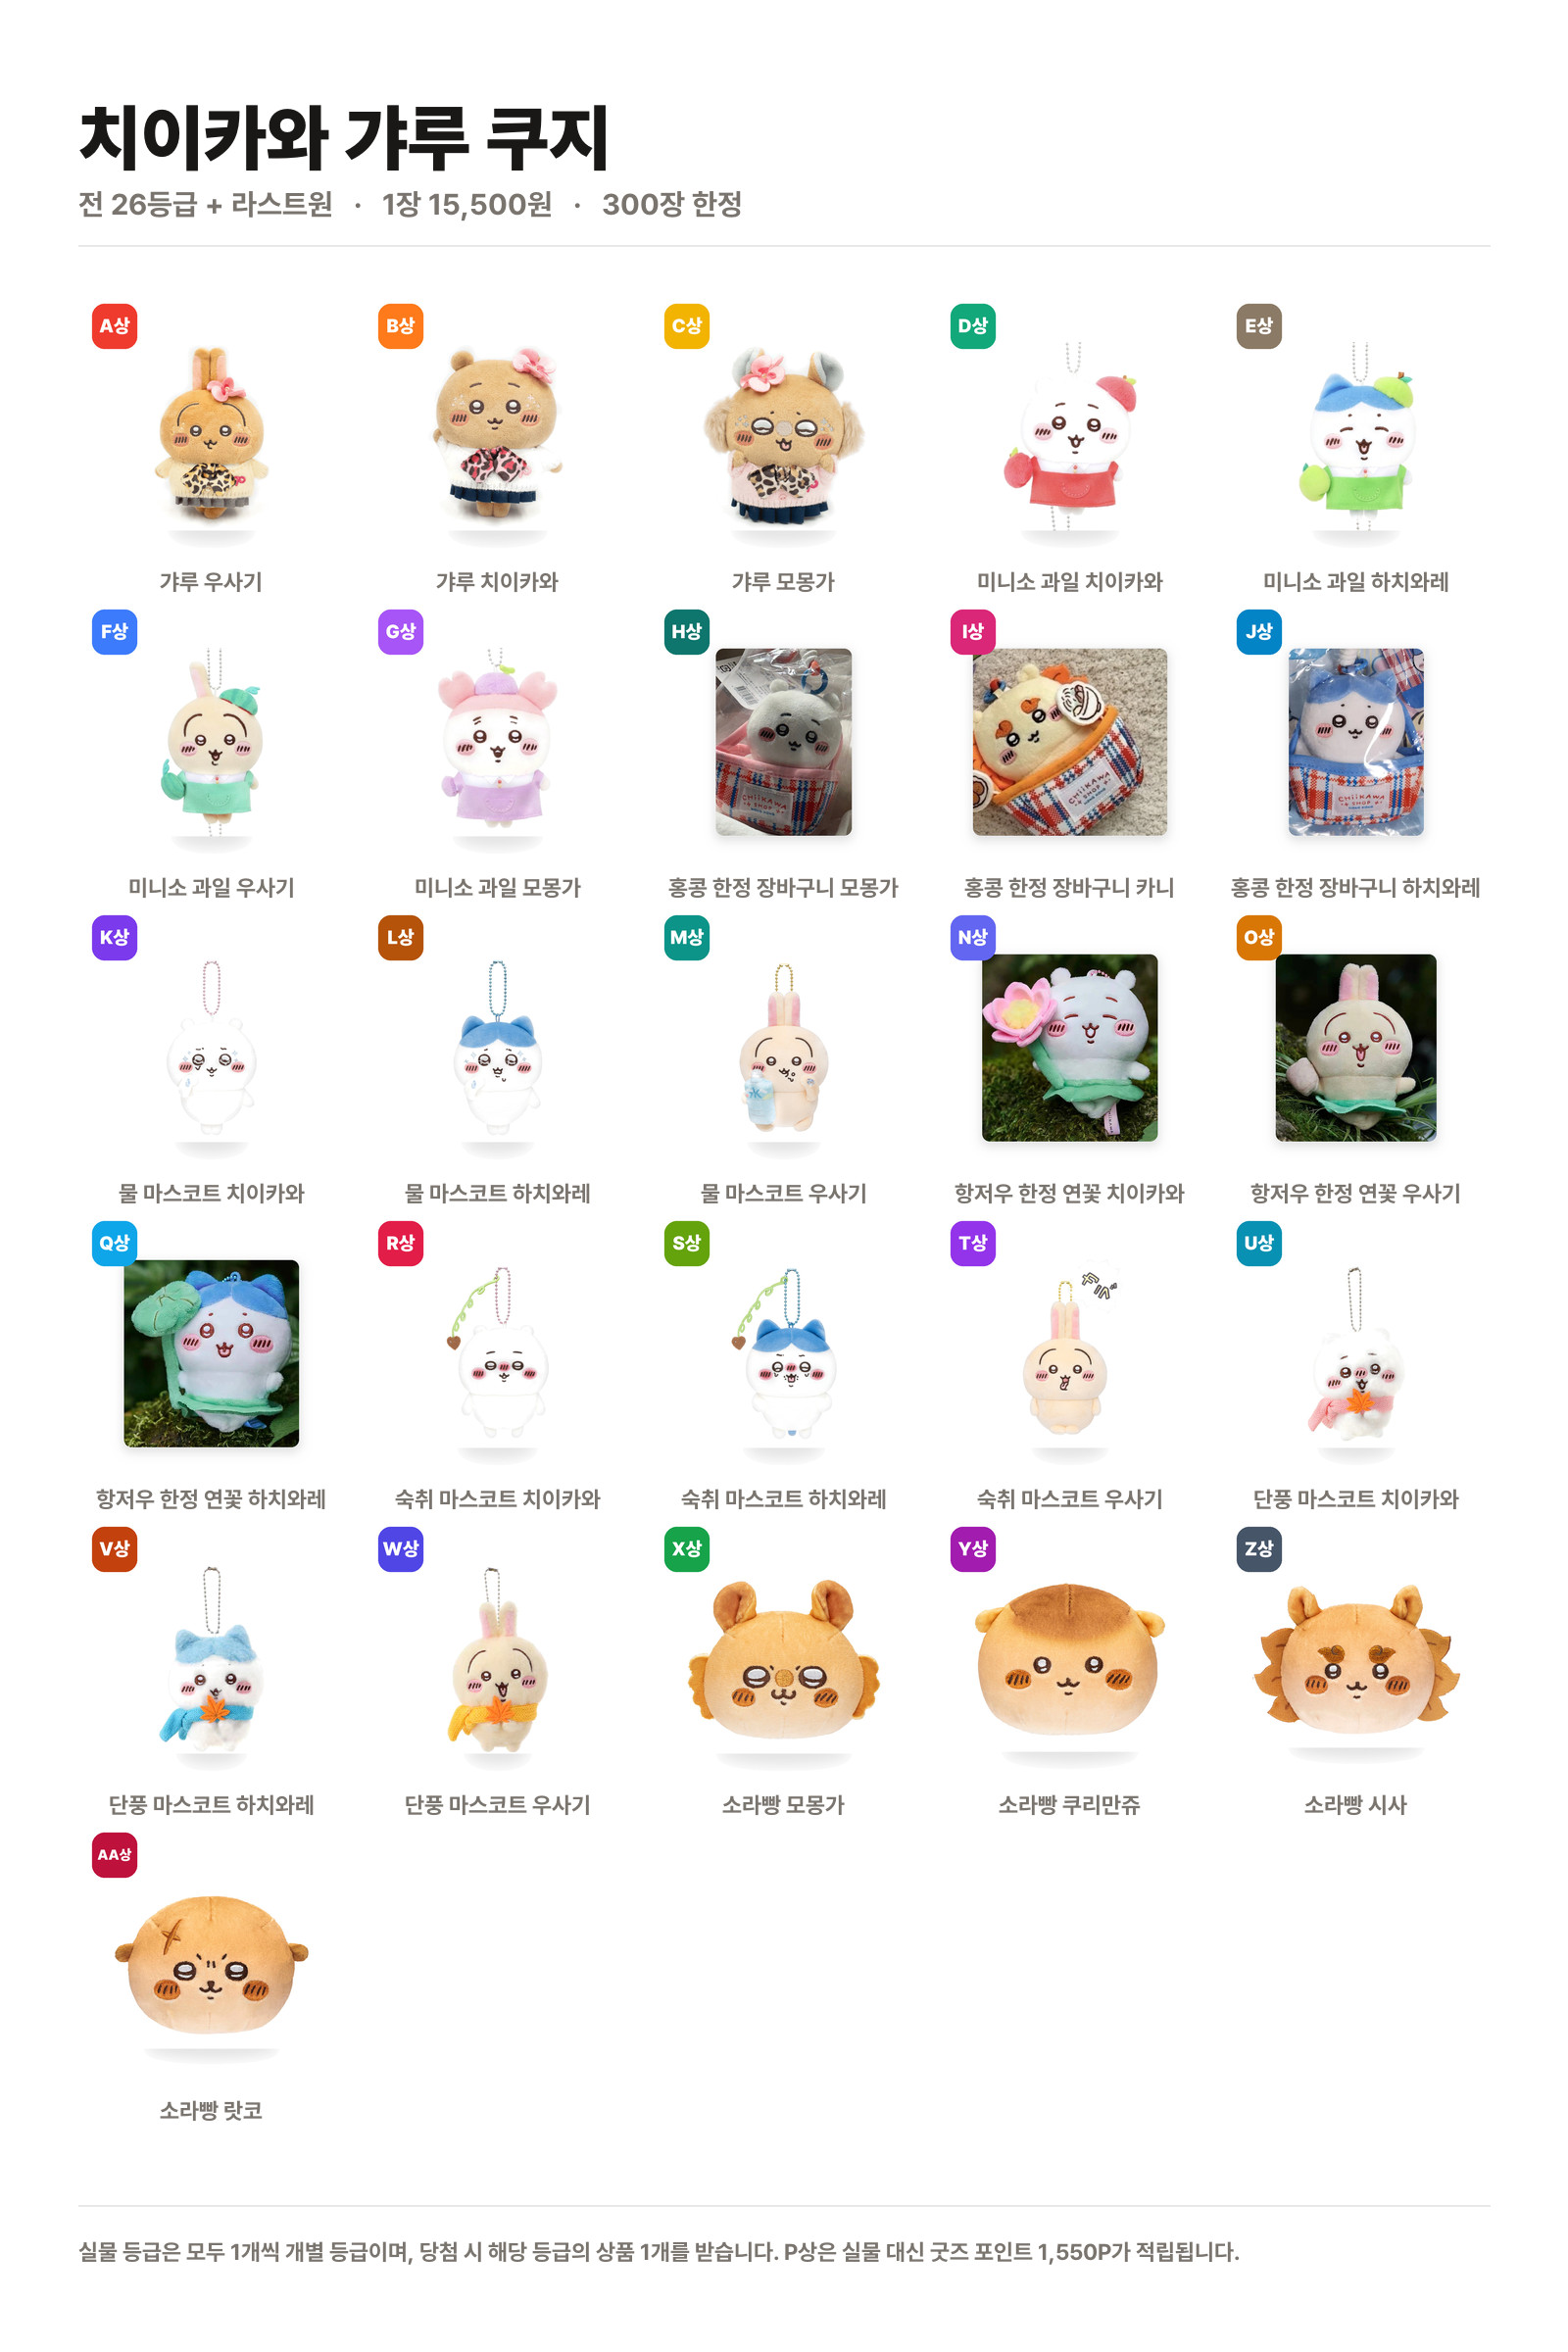 치이카와 갸루 쿠지
전 26등급 + 라스트원 · 1장 15,500원 · 300장 한정
A상
B상
C상
D상
E상
갸루 우사기
갸루 치이카와
갸루 모몽가
미니소 과일 치이카와
미니소 과일 하치와레
F상
G상
H상
I상
J상
CHIIKAWA
SHOP
CHIIKAWA
SHOP
CHIIKAWA
SHOP
미니소 과일 우사기
미니소 과일 모몽가
홍콩 한정 장바구니 모몽가
홍콩 한정 장바구니 카니
홍콩 한정 장바구니 하치와레
K상
L상
M상
N상
O상
水
물 마스코트 치이카와
물 마스코트 하치와레
물 마스코트 우사기
항저우 한정 연꽃 치이카와
항저우 한정 연꽃 우사기
Q상
R상
S상
T상
U상
항저우 한정 연꽃 하치와레
숙취 마스코트 치이카와
숙취 마스코트 하치와레
숙취 마스코트 우사기
단풍 마스코트 치이카와
V상
W상
X상
Y상
Z상
단풍 마스코트 하치와레
단풍 마스코트 우사기
소라빵 모몽가
소라빵 쿠리만쥬
소라빵 시사
AA상
소라빵 랏코
실물 등급은 모두 1개씩 개별 등급이며, 당첨 시 해당 등급의 상품 1개를 받습니다. P상은 실물 대신 굿즈 포인트 1,550P가 적립됩니다.